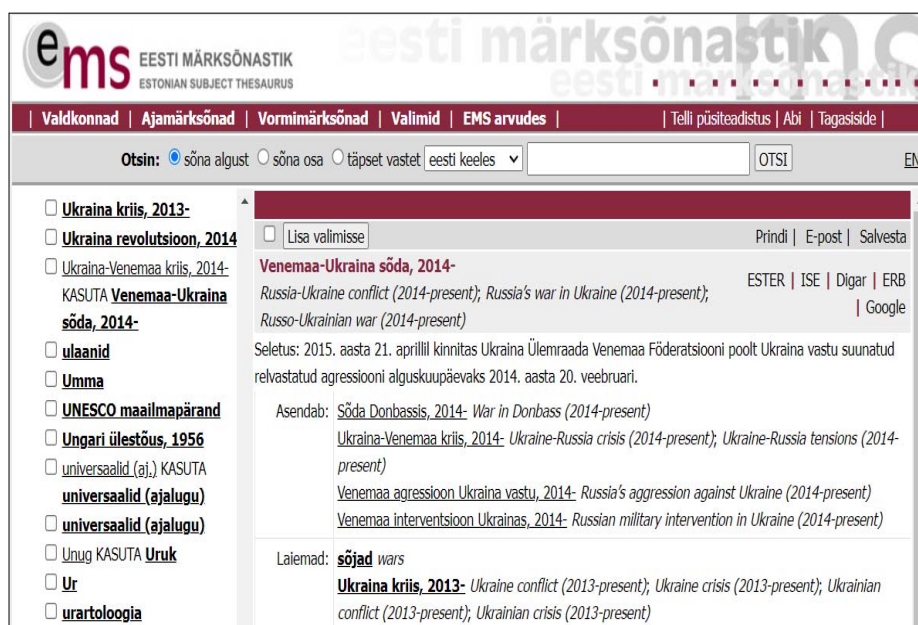 ems EESTI MÄRKSÕNASTIK
ESTONIAN SUBJECT THESAURUS
eesti märksõnastik
eesti märksõnastik
| Valdkonnad | Ajamärksõnad | Vormimärksõnad | Valimid | EMS arvudes |
| Telli püsiteadistus | Abi | Tagasiside |
Otsin: sõna algust sõna osa täpset vastet eesti keeles OTSI EN
Ukraina kriis, 2013-
Ukraina revolutsioon, 2014
Ukraina-Venemaa kriis, 2014-
KASUTA Venemaa-Ukraina
sõda, 2014-
ulaanid
Umma
UNESCO maailmapärand
Ungari ülestõus, 1956
universaalid (aj.) KASUTA
universaalid (ajalugu)
universaalid (ajalugu)
Unug KASUTA Uruk
Ur
urartoloogia
Lisa valimisse
Prindi | E-post | Salvesta
Venemaa-Ukraina sõda, 2014-
Russia-Ukraine conflict (2014-present); Russia's war in Ukraine (2014-present);
Russo-Ukrainian war (2014-present)
ESTER | ISE | Digar | ERB
| Google
Seletus: 2015. aasta 21. aprillil kinnitas Ukraina Ülemraada Venemaa Föderatsiooni poolt Ukraina vastu suunatud
relvastatud agressiooni alguskuupäevaks 2014. aasta 20. veebruari.
Asendab: Sõda Donbassis, 2014- War in Donbass (2014-present)
Ukraina-Venemaa kriis, 2014- Ukraine-Russia crisis (2014-present); Ukraine-Russia tensions (2014-
present)
Venemaa agressioon Ukraina vastu, 2014- Russia's aggression against Ukraine (2014-present)
Venemaa interventsioon Ukrainas, 2014- Russian military intervention in Ukraine (2014-present)
Laiemad: sõjad wars
Ukraina kriis, 2013- Ukraine conflict (2013-present); Ukraine crisis (2013-present); Ukrainian
conflict (2013-present); Ukrainian crisis (2013-present)